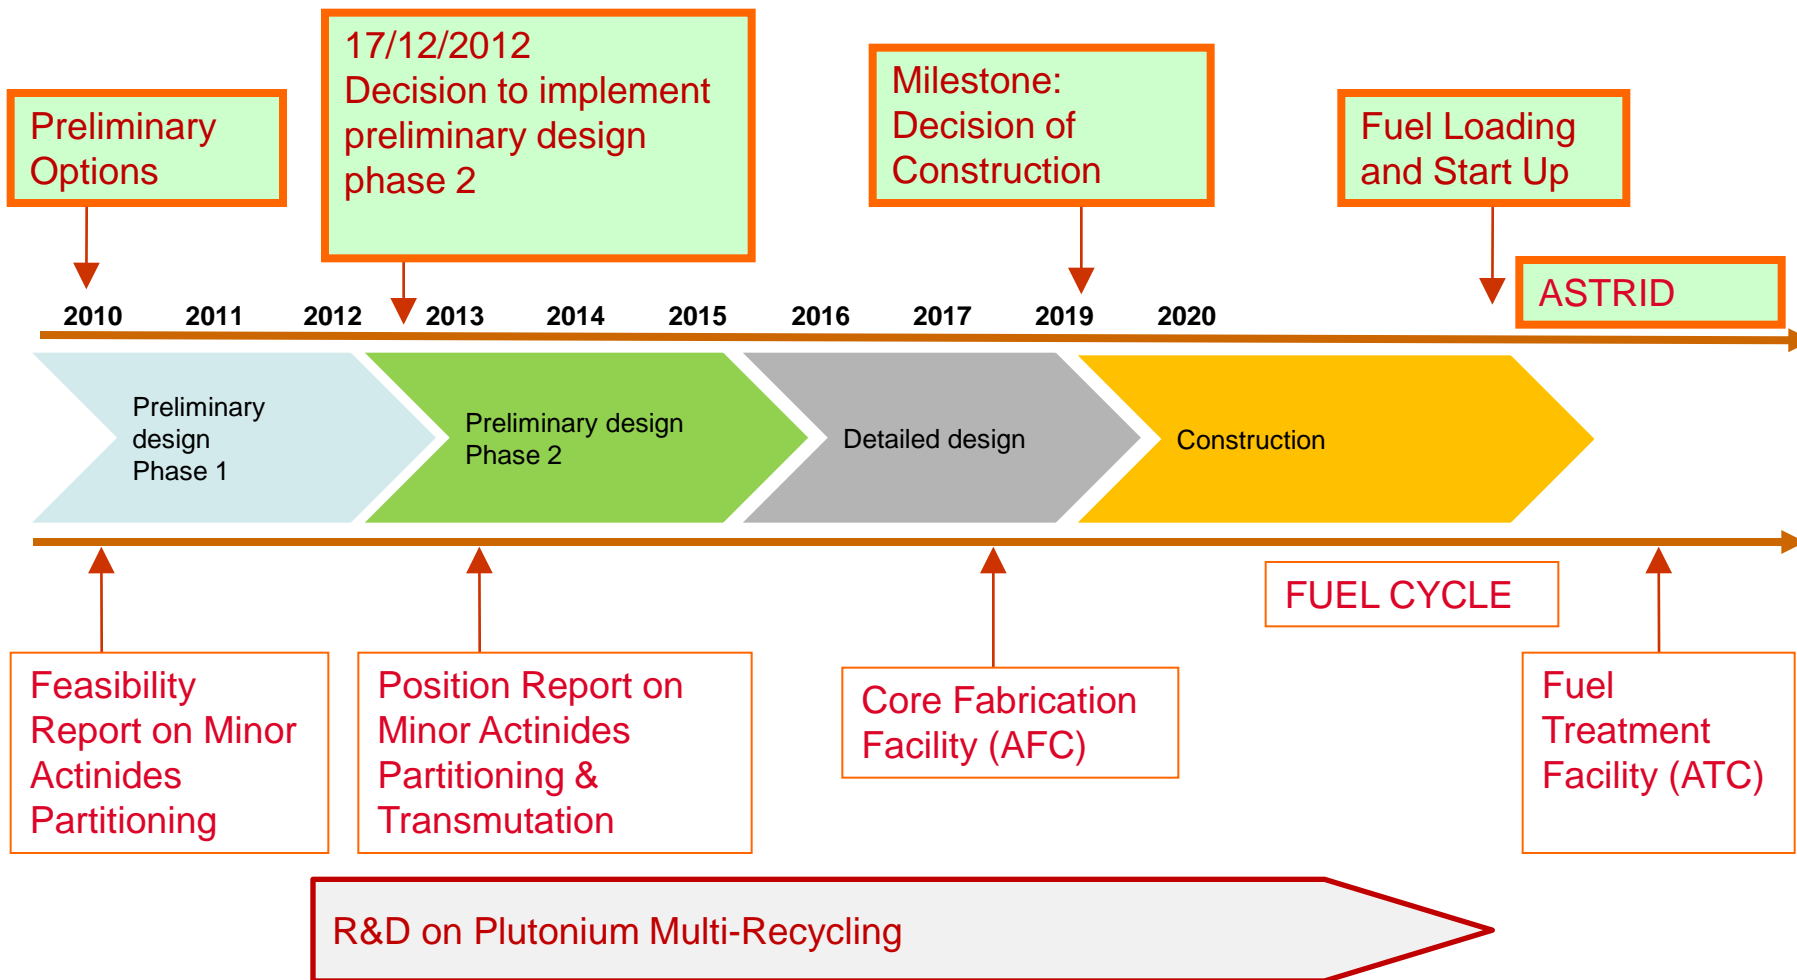 Preliminary
Options
17/12/2012
Decision to implement
preliminary design
phase 2
Milestone:
Decision of
Construction
Fuel Loading
and Start Up
ASTRID
2010 2011 2012 2013 2014 2015 2016 2017 2019 2020
Preliminary
design
Phase 1
Preliminary design
Phase 2
Detailed design
Construction
FUEL CYCLE
Feasibility
Report on Minor
Actinides
Partitioning
Position Report on
Minor Actinides
Partitioning &
Transmutation
Core Fabrication
Facility (AFC)
Fuel
Treatment
Facility (ATC)
R&D on Plutonium Multi-Recycling